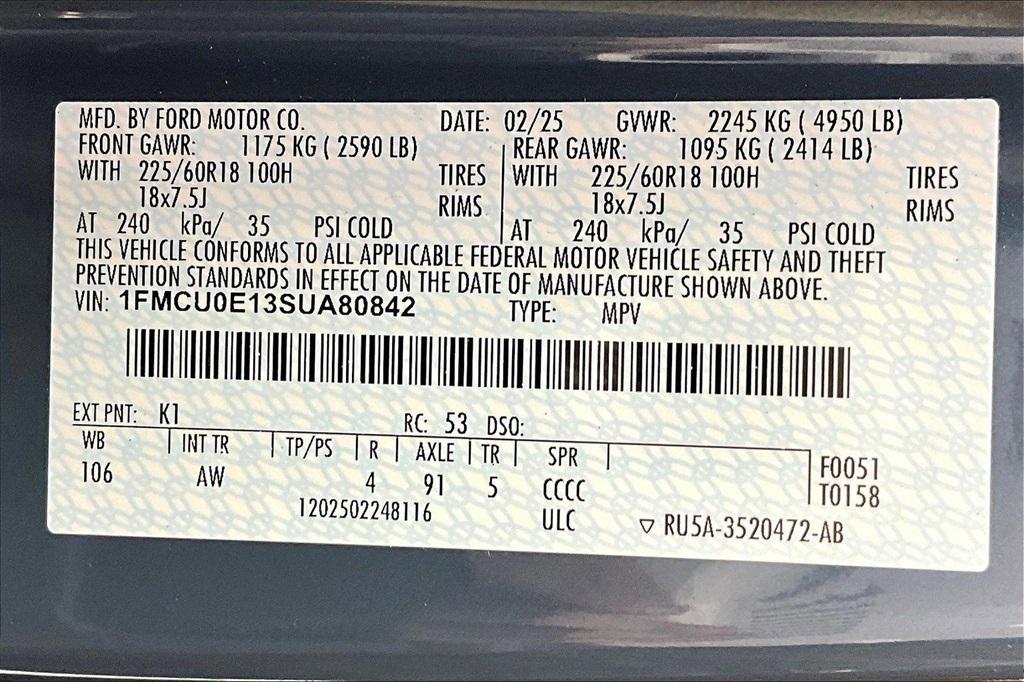 MFD. BY FORD MOTOR CO. DATE: 02/25 GVWR: 2245 KG ( 4950 LB)
FRONT GAWR: 1175 KG ( 2590 LB) REAR GAWR: 1095 KG ( 2414 LB)
WITH 225/60R18 100H TIRES WITH 225/60R18 100H TIRES
18x7.5J RIMS 18x7.5J RIMS
AT 240 kPa/ 35 PSI COLD AT 240 kPa/ 35 PSI COLD
THIS VEHICLE CONFORMS TO ALL APPLICABLE FEDERAL MOTOR VEHICLE SAFETY AND THEFT
PREVENTION STANDARDS IN EFFECT ON THE DATE OF MANUFACTURE SHOWN ABOVE.
VIN: 1FMCU0E13SUA80842 TYPE: MPV
EXT PNT: K1 RC: 53 DSO:
WB INT TR TP/PS R AXLE TR SPR F0051
106 AW 4 91 5 CCCC T0158
1202502248116 ULC ▽ RU5A-3520472-AB